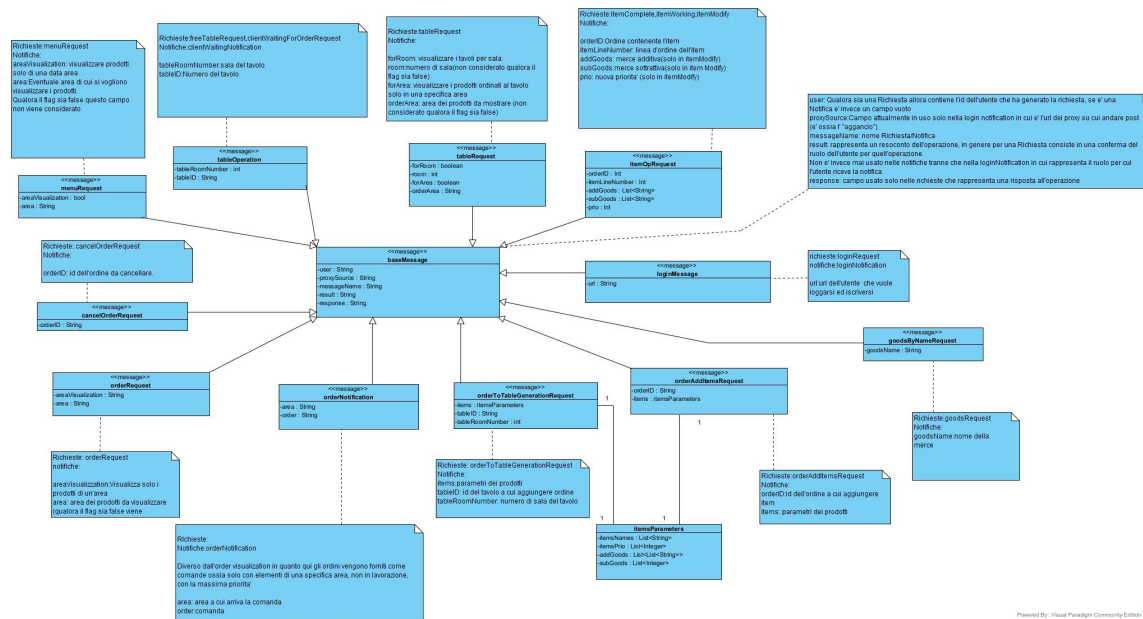 Richieste:menuRequest
Notifiche:
areaVisualization: visualizzare prodotti
solo di una data area
area:Eventuale area di cui si vogliono
visualizzare i prodotti.
Qualora il flag sia false questo campo
non viene considerato
Richieste:freeTableRequest,clientWaitingForOrderRequest
Notifiche:clientWaitingNotification
tableRoomNumber:sala del tavolo
tableID:Numero del tavolo
Richieste:tableRequest
Notifiche:
forRoom: visualizzare i tavoli per sala.
room:numero di sala(non considerato qualora il
flag sia false)
forArea: visualizzare i prodotti ordinati al tavolo
solo in una specifica area
orderArea: area dei prodotti da mostrare (non
considerato qualora il flag sia false)
Richieste:itemComplete,itemWorking,itemModify
Notifiche:
orderID:Ordine contenente l'item
itemLineNumber: linea d'ordine dell'item
addGoods: merce additiva(solo in itemModify)
subGoods:merce sottrattiva(solo in item Modify)
prio: nuova priorita' (solo in itemModify)
user: Qualora sia una Richiesta allora contiene l'id dell'utente che ha generato la richiesta, se e' una
Notifica e' invece un campo vuoto
proxySource:Campo attualmente in uso solo nella login notification in cui e' l'url del proxy su cui andare post
(e' ossia l' "aggancio").
messageName: nome Richiesta/Notifica
result: rappresenta un resoconto dell'operazione, in genere per una Richiesta consiste in una conferma del
ruolo dell'utente per quell'operazione.
Non e' invece mai usato nelle notifiche tranne che nella loginNotification in cui rappresenta il ruolo per cui
l'utente riceve la notifica.
response: campo usato solo nelle richieste che rappresenta una risposta all'operazione
<<message>>
menuRequest
-areaVisualization : bool
-area : String
<<message>>
tableOperation
-tableRoomNumber : int
-tableID : String
<<message>>
tableRequest
-forRoom : boolean
-room : int
-forArea : boolean
-orderArea : String
<<message>>
itemOpRequest
-orderID : Int
-itemLineNumber : Int
-addGoods : List<String>
-subGoods : List<String>
-prio : Int
Richieste: cancelOrderRequest
Notifiche:
orderID: id dell'ordine da cancellare.
<<message>>
baseMessage
-user : String
-proxySource : String
-messageName : String
-result : String
-response : String
<<message>>
loginMessage
-url : String
richieste:loginRequest
notifiche:loginNotification
url:url dell'utente che vuole
loggarsi ed iscriversi
<<message>>
cancelOrderRequest
-orderID : String
<<message>>
goodsByNameRequest
-goodsName : String
<<message>>
orderRequest
-areaVisualization : String
-area : String
<<message>>
orderNotification
-area : String
-order : String
<<message>>
orderToTableGenerationRequest
-items : itemsParameters
-tableID : String
-tableRoomNumber : int
1
<<message>>
orderAddItemsRequest
-orderID : String
-items : itemsParameters
1
Richieste:goodsRequest
Notifiche:
goodsName:nome della
merce
Richieste: orderRequest
notifiche:
areaVisualizzation:Visualizza solo i
prodotti di un'area
area: area dei prodotti da visualizzare
(qualora il flag sia false viene
Richieste: orderToTableGenerationRequest
Notifiche:
items:parametri dei prodotti
tableID: id del tavolo a cui aggiungere ordine
tableRoomNumber: numero di sala del tavolo
Richieste:orderAddItemsRequest
Notifiche:
orderID:id dell'ordine a cui aggiungere
item
items: parametri dei prodotti
1
1
itemsParameters
-itemsNames : List<String>
-itemsPrio : List<Integer>
-addGoods : List<List<String>>
-subGoods : List<Integer>
RIchieste:
Notifiche:orderNotification
Diverso dall'order visualization in quanto qui gli ordini vengono forniti come
comande ossia solo con elementi di una specifica area, non in lavorazione,
con la massima priorita'
area: area a cui arriva la comanda
order:comanda
Powered By: Visual Paradigm Community Edition